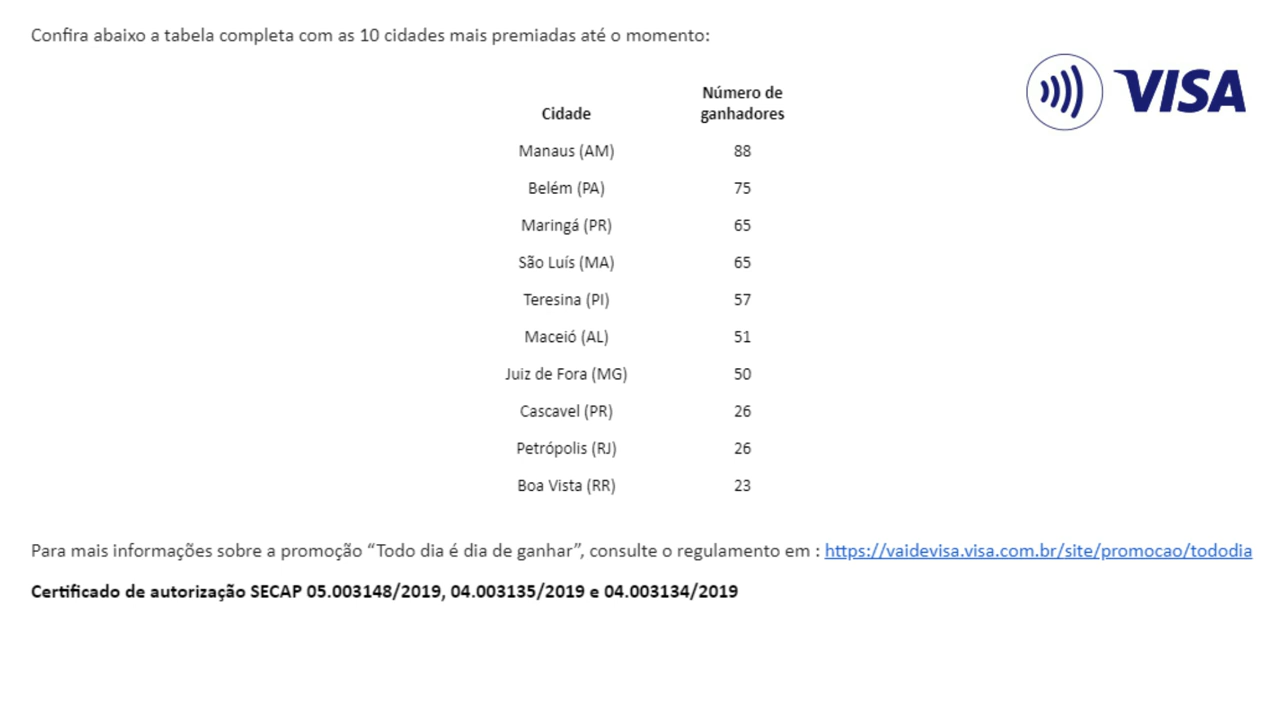 Confira abaixo a tabela completa com as 10 cidades mais premiadas até o momento:
VISA
Número de
ganhadores
Cidade
Manaus (AM) 88
Belém (PA) 75
Maringá (PR) 65
São Luís (MA) 65
Teresina (PI) 57
Maceió (AL) 51
Juiz de Fora (MG) 50
Cascavel (PR) 26
Petrópolis (RJ) 26
Boa Vista (RR) 23
Para mais informações sobre a promoção “Todo dia é dia de ganhar”, consulte o regulamento em : https://vaidevisa.visa.com.br/site/promocao/tododia
Certificado de autorização SECAP 05.003148/2019, 04.003135/2019 e 04.003134/2019